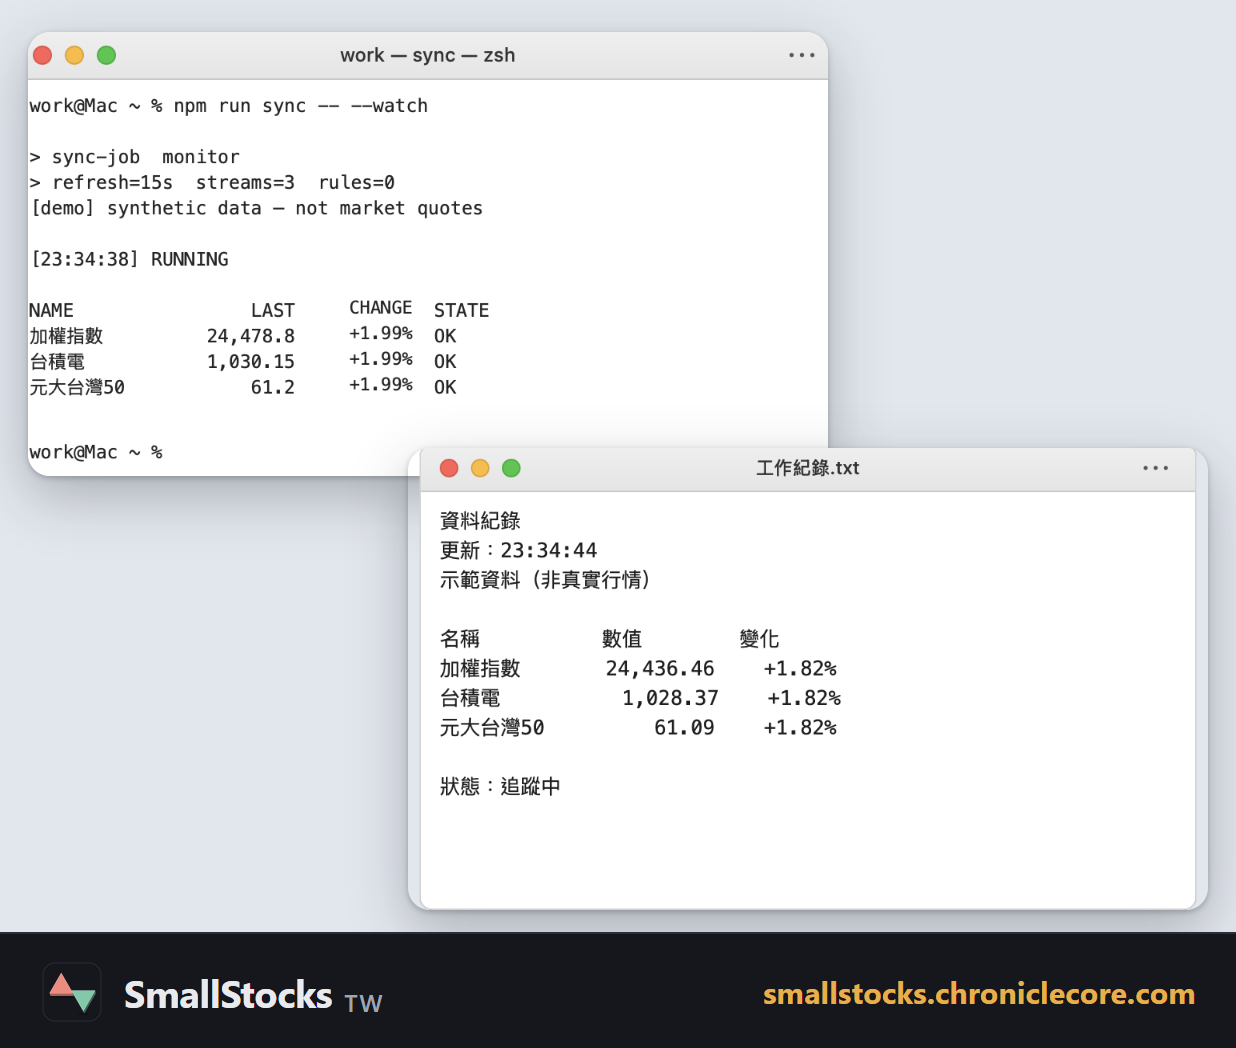 work — sync — zsh
work@Mac ~ % npm run sync -- --watch
> sync-job  monitor
> refresh=15s  streams=3  rules=0
[demo] synthetic data — not market quotes
[23:34:38] RUNNING
NAME LAST CHANGE STATE
加權指數 24,478.8 +1.99% OK
台積電 1,030.15 +1.99% OK
元大台灣50 61.2 +1.99% OK
work@Mac ~ %
工作紀錄.txt
資料紀錄
更新：23:34:44
示範資料（非真實行情）
名稱 數值 變化
加權指數 24,436.46 +1.82%
台積電 1,028.37 +1.82%
元大台灣50 61.09 +1.82%
狀態：追蹤中
SmallStocks TW
smallstocks.chroniclecore.com